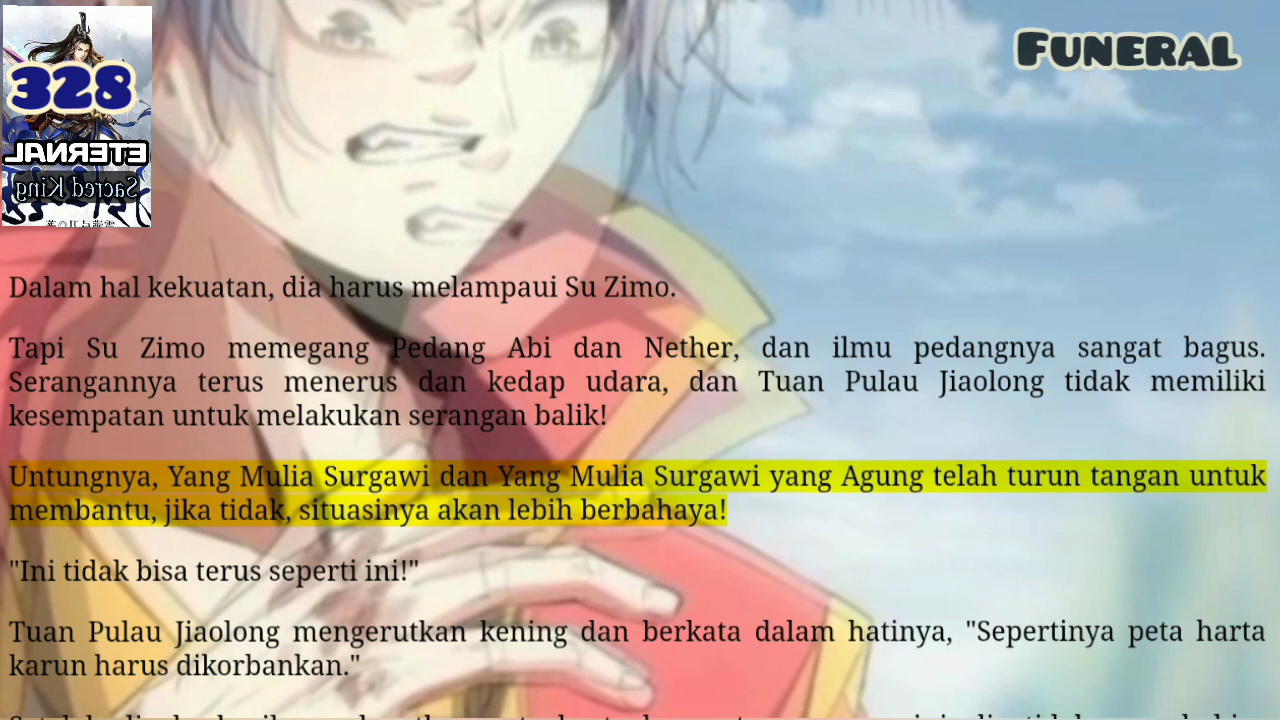 328
FUNERAL
ETERNAL
Sacred King
Dalam hal kekuatan, dia harus melampaui Su Zimo.
Tapi Su Zimo memegang Pedang Abi dan Nether, dan ilmu pedangnya sangat bagus.
Serangannya terus menerus dan kedap udara, dan Tuan Pulau Jiaolong tidak memiliki
kesempatan untuk melakukan serangan balik!
Untungnya, Yang Mulia Surgawi dan Yang Mulia Surgawi yang Agung telah turun tangan untuk
membantu, jika tidak, situasinya akan lebih berbahaya!
"Ini tidak bisa terus seperti ini!"
Tuan Pulau Jiaolong mengerutkan kening dan berkata dalam hatinya, "Sepertinya peta harta
karun harus dikorbankan."